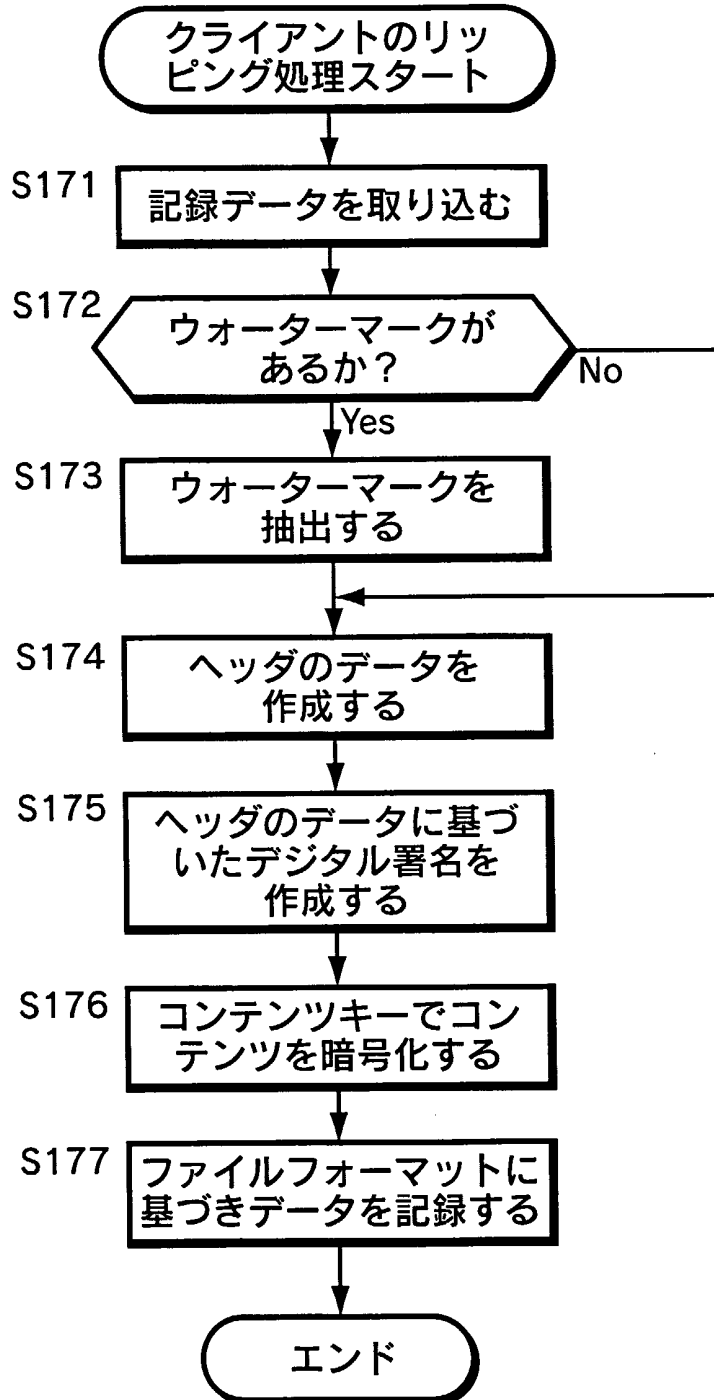 クライアントのリッ
ピング処理スタート
S171
記録データを取り込む
S172
ウォーターマークが
あるか？
No
Yes
S173
ウォーターマークを
抽出する
S174
ヘッダのデータを
作成する
S175
ヘッダのデータに基づ
いたデジタル署名を
作成する
S176
コンテンツキーでコン
テンツを暗号化する
S177
ファイルフォーマットに
基づきデータを記録する
エンド